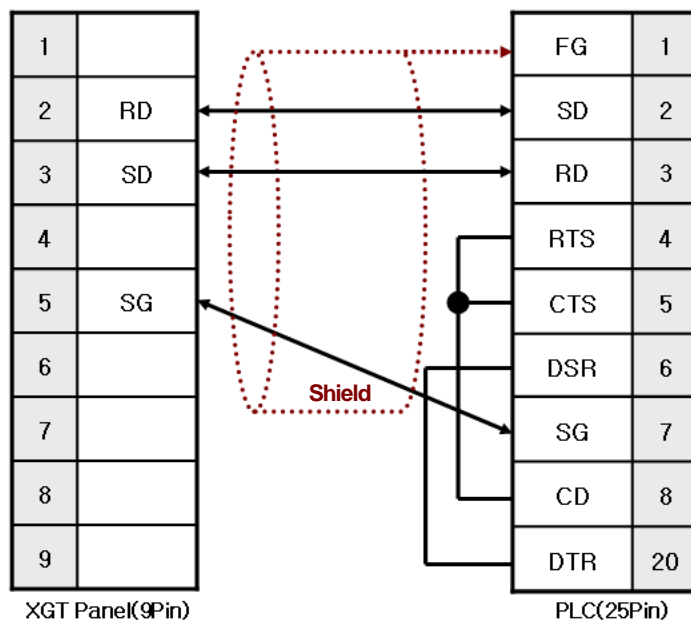 1 FG 1
2 RD SD 2
3 SD RD 3
4 RTS 4
5 SG CTS 5
6 DSR 6
Shield
7 SG 7
8 CD 8
9 DTR 20
XGT Panel(9Pin) PLC(25Pin)